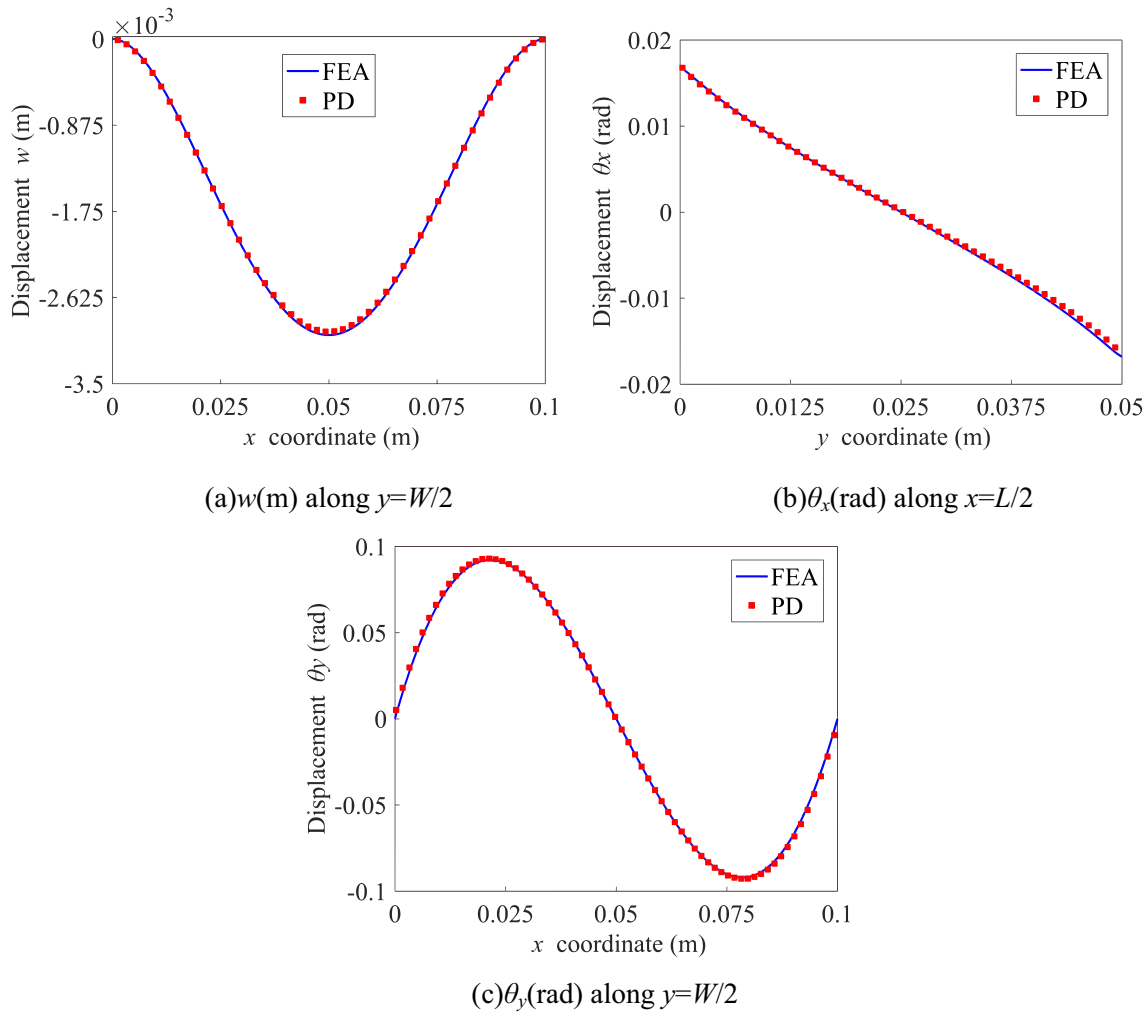 ×10⁻³
0
-0.875
-1.75
-2.625
-3.5
Displacement w (m)
FEA
PD
0 0.025 0.05 0.075 0.1
x coordinate (m)
(a)w(m) along y=W/2
0.02
0.01
0
-0.01
-0.02
Displacement θx (rad)
FEA
PD
0 0.0125 0.025 0.0375 0.05
y coordinate (m)
(b)θₓ(rad) along x=L/2
0.1
0.05
0
-0.05
-0.1
Displacement θy (rad)
FEA
PD
0 0.025 0.05 0.075 0.1
x coordinate (m)
(c)θy(rad) along y=W/2